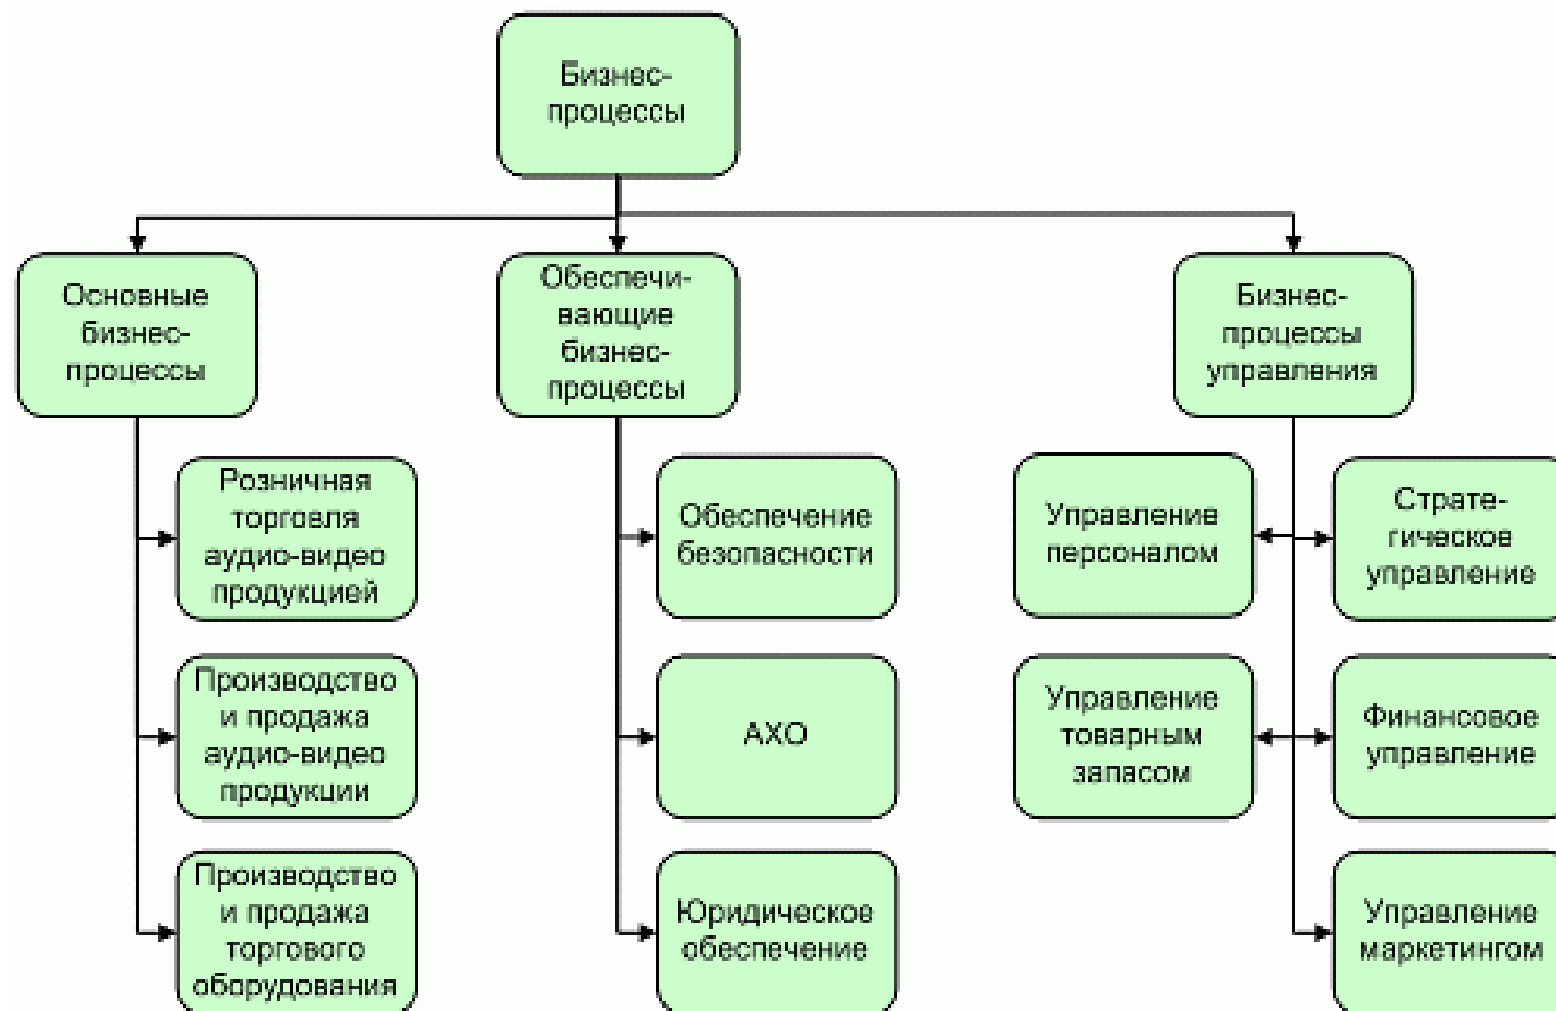 Бизнес-
процессы
Основные
бизнес-
процессы
Обеспечи-
вающие
бизнес-
процессы
Бизнес-
процессы
управления
Розничная
торговля
аудио-видео
продукцией
Производство
и продажа
аудио-видео
продукции
Производство
и продажа
торгового
оборудования
Обеспечение
безопасности
АХО
Юридическое
обеспечение
Управление
персоналом
Управление
товарным
запасом
Страте-
гическое
управление
Финансовое
управление
Управление
маркетингом